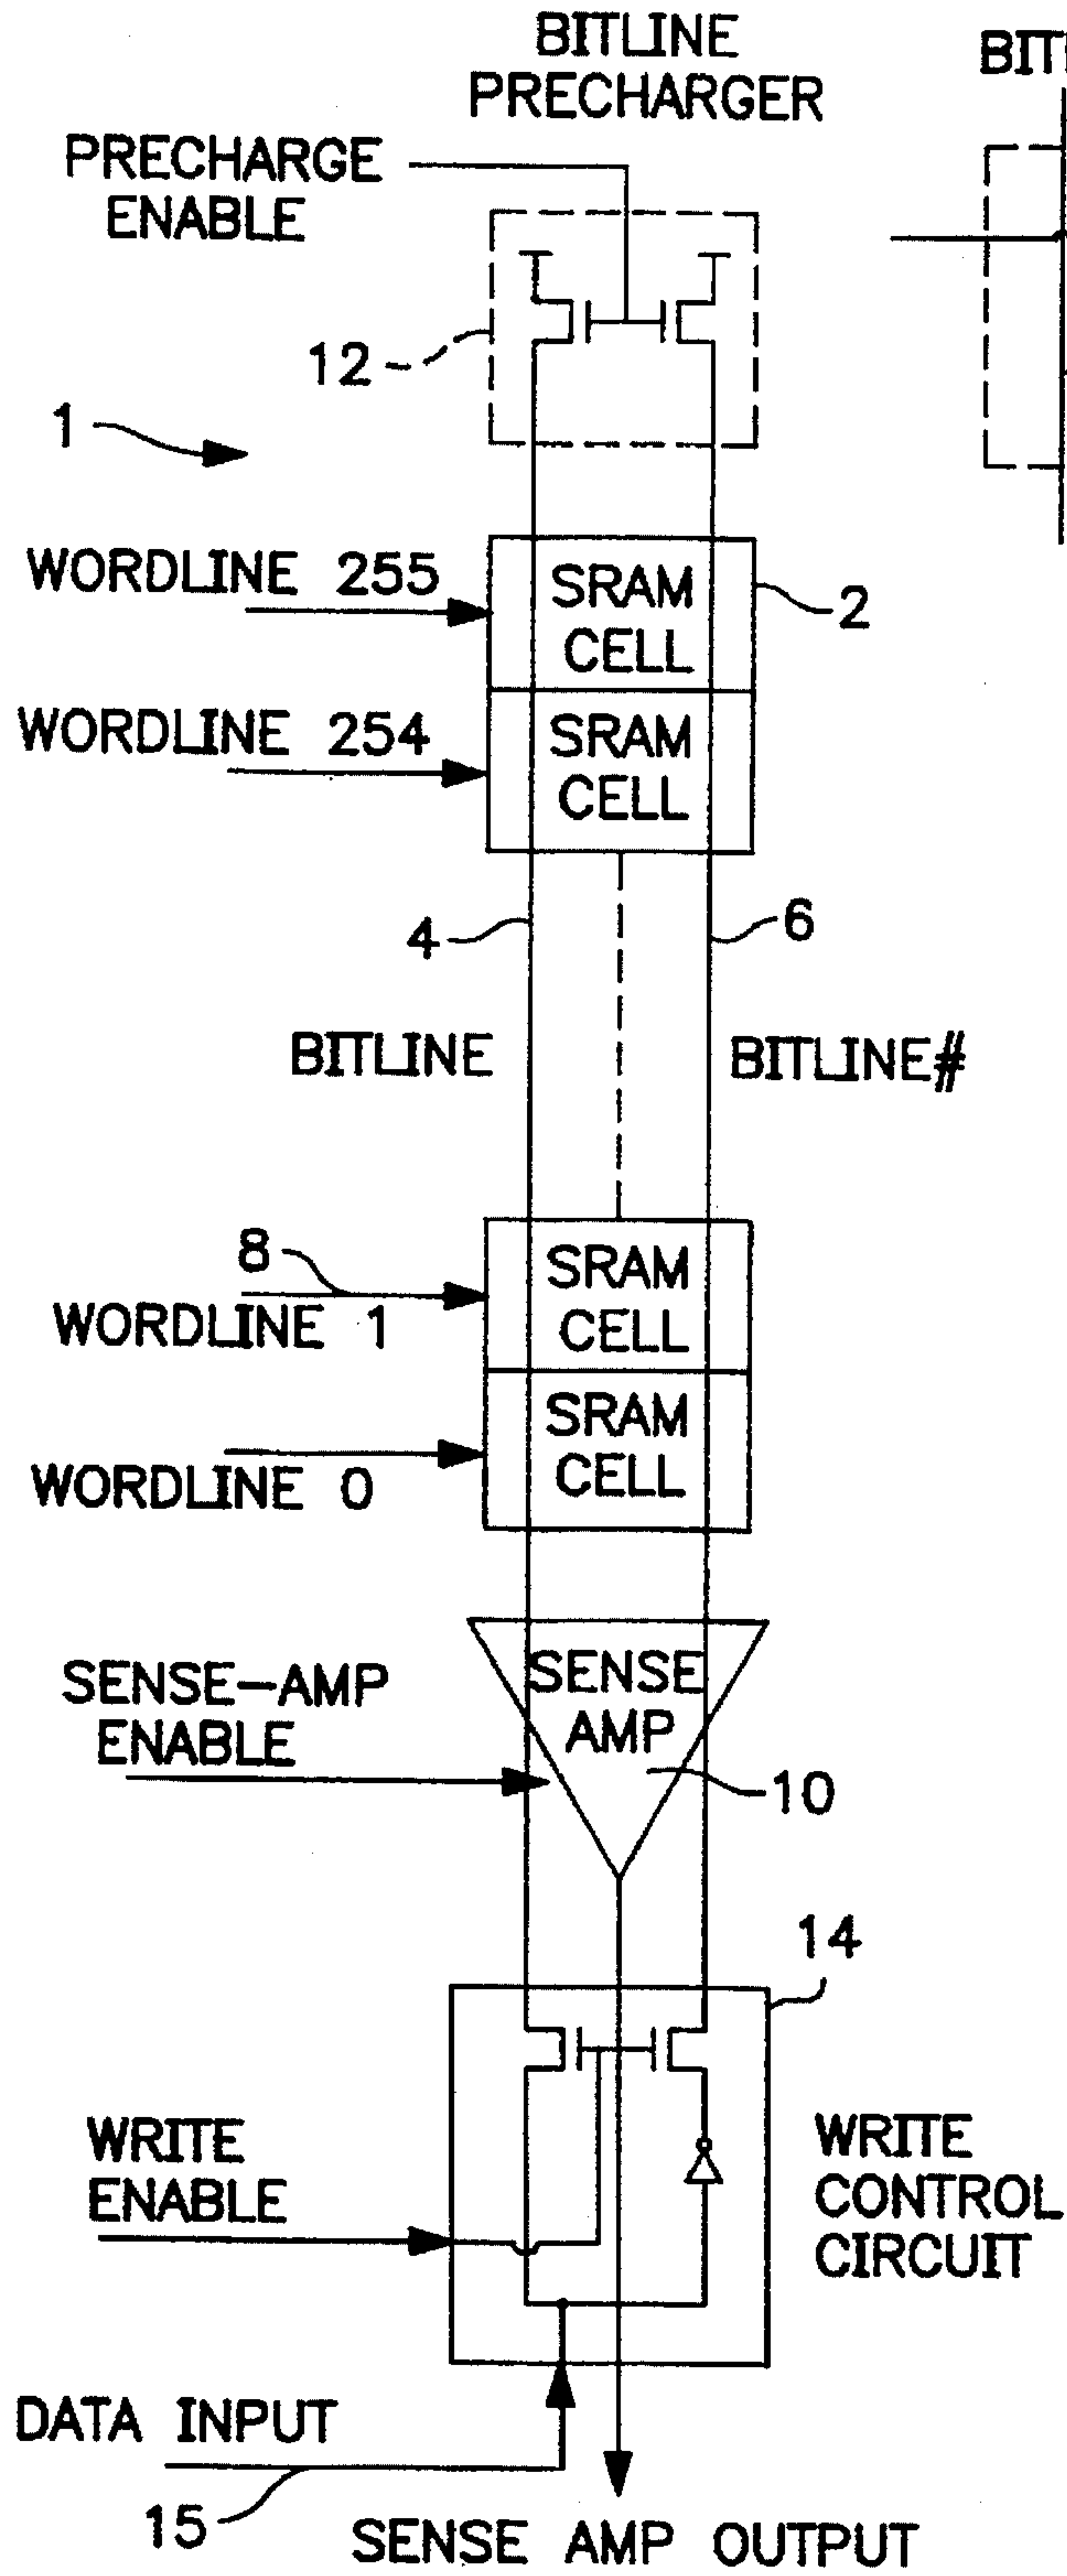 BITLINE
PRECHARGER
PRECHARGE
ENABLE
12
1
WORDLINE 255
SRAM
CELL
2
WORDLINE 254
SRAM
CELL
4
6
BITLINE
BITLINE#
8
SRAM
CELL
WORDLINE 1
SRAM
CELL
WORDLINE 0
SENSE-AMP
ENABLE
SENSE
AMP
10
14
WRITE
ENABLE
WRITE
CONTROL
CIRCUIT
DATA INPUT
15
SENSE AMP OUTPUT